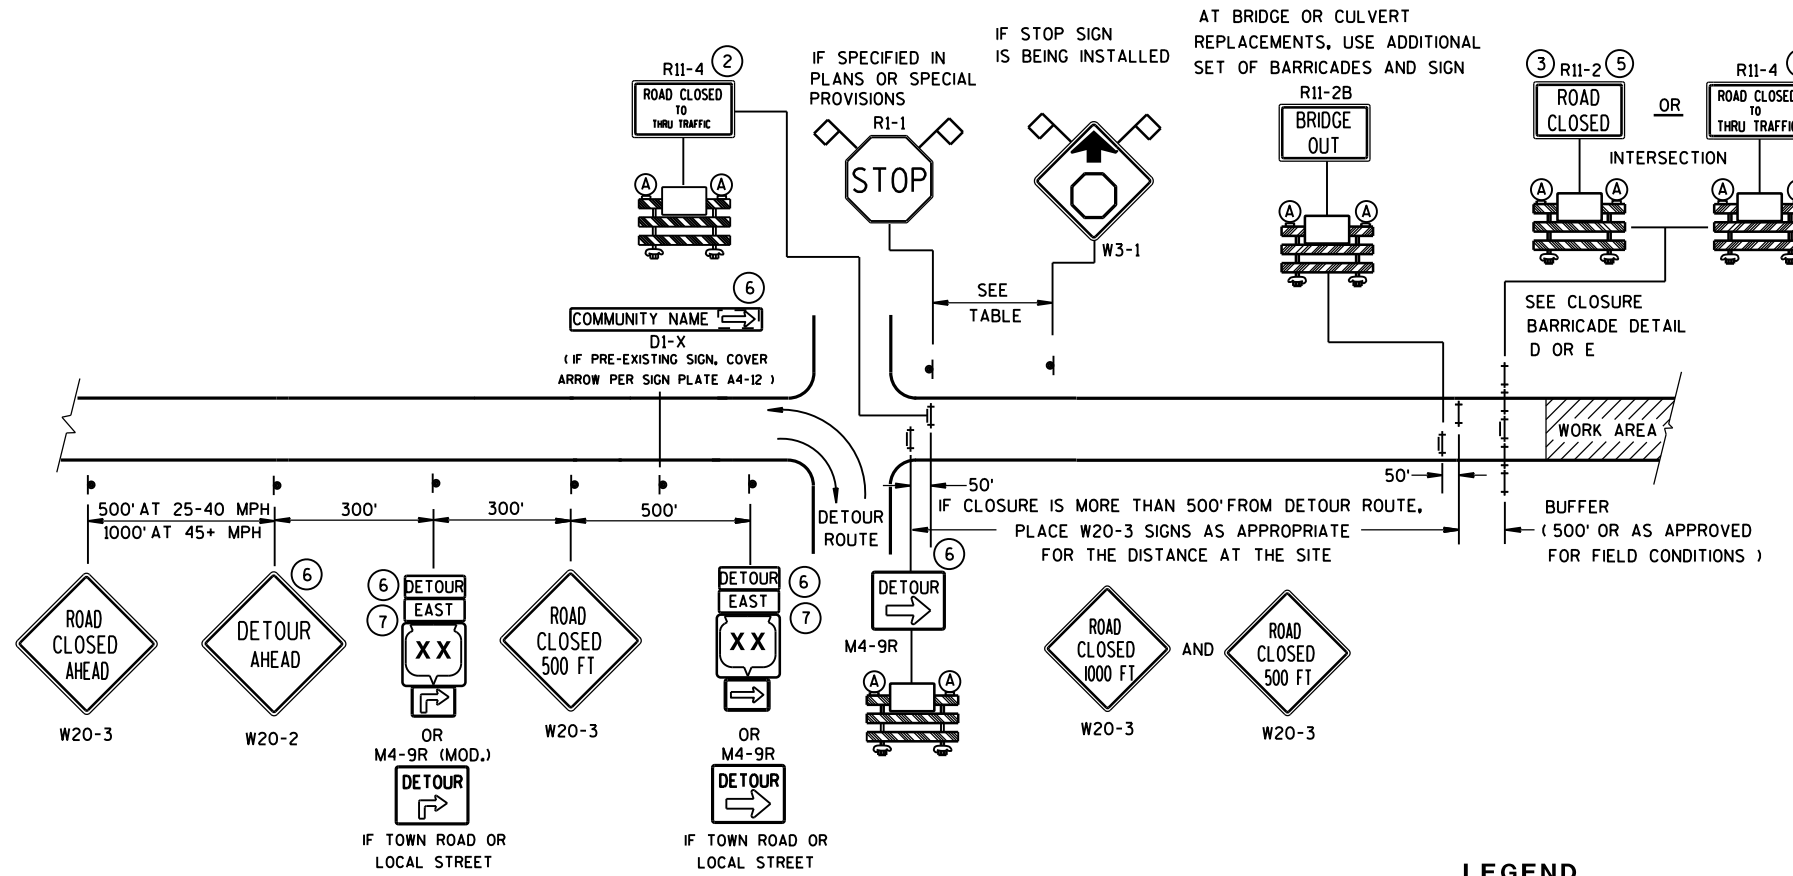 R11-4 2
ROAD CLOSED
TO
THRU TRAFFIC
A A
IF SPECIFIED IN
PLANS OR SPECIAL
PROVISIONS
R1-1
STOP
IF STOP SIGN
IS BEING INSTALLED
W3-1
SEE
TABLE
AT BRIDGE OR CULVERT
REPLACEMENTS, USE ADDITIONAL
SET OF BARRICADES AND SIGN
R11-2B
BRIDGE
OUT
A A
3 R11-2 5
ROAD
CLOSED
OR
R11-4
ROAD CLOSED
TO
THRU TRAFFIC
INTERSECTION
A A
A
SEE CLOSURE
BARRICADE DETAIL
D OR E
6
COMMUNITY NAME
D1-X
(IF PRE-EXISTING SIGN, COVER
ARROW PER SIGN PLATE A4-12 )
WORK AREA
500' AT 25-40 MPH
1000' AT 45+ MPH
300'
300'
500'
DETOUR
ROUTE
50'
50'
IF CLOSURE IS MORE THAN 500' FROM DETOUR ROUTE,
PLACE W20-3 SIGNS AS APPROPRIATE
FOR THE DISTANCE AT THE SITE
BUFFER
( 500' OR AS APPROVED
FOR FIELD CONDITIONS )
ROAD
CLOSED
AHEAD
W20-3
6
DETOUR
AHEAD
W20-2
6
7
DETOUR
EAST
XX
OR
M4-9R (MOD.)
DETOUR
IF TOWN ROAD OR
LOCAL STREET
ROAD
CLOSED
500 FT
W20-3
DETOUR
EAST
XX
6
7
OR
M4-9R
DETOUR
IF TOWN ROAD OR
LOCAL STREET
6
DETOUR
M4-9R
A A
ROAD
CLOSED
1000 FT
W20-3
AND
ROAD
CLOSED
500 FT
W20-3
LEGEND